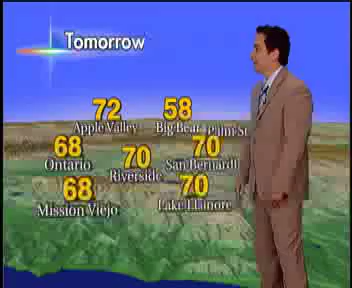 Tomorrow
72
Apple Valley
58
Big Bear
Palm S
68
Ontario
70
Riverside
70
San Bernardi
68
Mission Viejo
70
Lake Elsinore